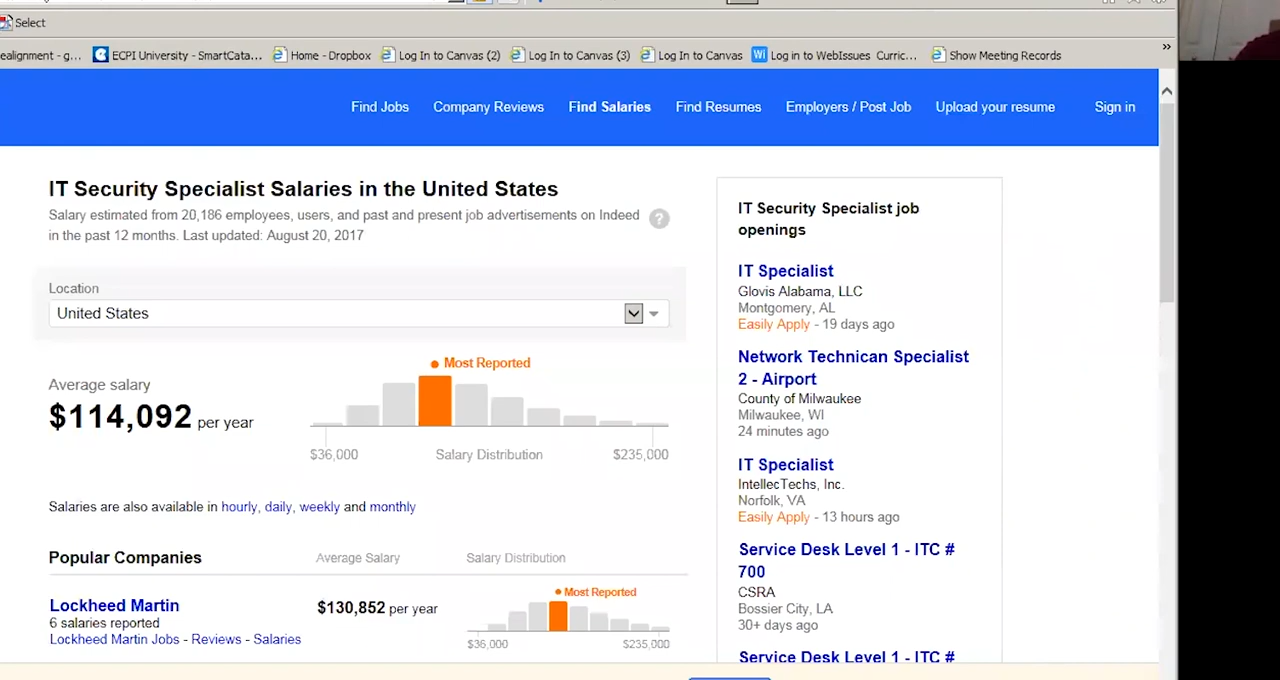 Select
ealignment - g...
ECPI University - SmartCata...
Home - Dropbox
Log In to Canvas (2)
Log In to Canvas (3)
Log In to Canvas
Log in to WebIssues Curric...
Show Meeting Records
Find Jobs
Company Reviews
Find Salaries
Find Resumes
Employers / Post Job
Upload your resume
Sign in
IT Security Specialist Salaries in the United States
Salary estimated from 20,186 employees, users, and past and present job advertisements on Indeed
in the past 12 months. Last updated: August 20, 2017
?
Location
United States
Average salary
$114,092 per year
Most Reported
$36,000
Salary Distribution
$235,000
Salaries are also available in hourly, daily, weekly and monthly
Popular Companies
Average Salary
Salary Distribution
Lockheed Martin
6 salaries reported
Lockheed Martin Jobs - Reviews - Salaries
$130,852 per year
Most Reported
$36,000
$235,000
IT Security Specialist job
openings
IT Specialist
Glovis Alabama, LLC
Montgomery, AL
Easily Apply - 19 days ago
Network Technican Specialist
2 - Airport
County of Milwaukee
Milwaukee, WI
24 minutes ago
IT Specialist
IntellecTechs, Inc.
Norfolk, VA
Easily Apply - 13 hours ago
Service Desk Level 1 - ITC #
700
CSRA
Bossier City, LA
30+ days ago
Service Desk Level 1 - ITC #